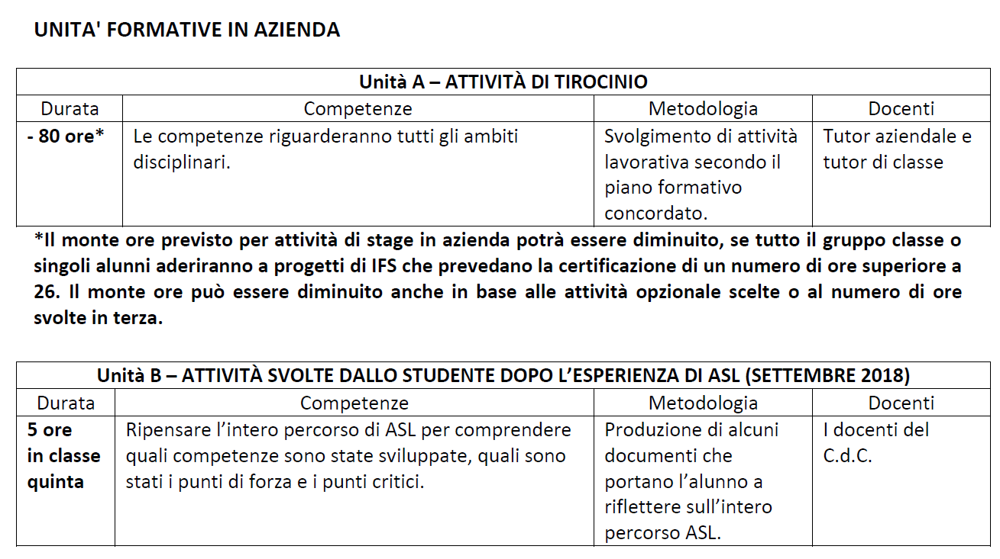 UNITA' FORMATIVE IN AZIENDA
Unità A – ATTIVITÀ DI TIROCINIO
Durata
Competenze
Metodologia
Docenti
- 80 ore*
Le competenze riguarderanno tutti gli ambiti
disciplinari.
Svolgimento di attività
lavorativa secondo il
piano formativo
concordato.
Tutor aziendale e
tutor di classe
*Il monte ore previsto per attività di stage in azienda potrà essere diminuito, se tutto il gruppo classe o
singoli alunni aderiranno a progetti di IFS che prevedano la certificazione di un numero di ore superiore a
26. Il monte ore può essere diminuito anche in base alle attività opzionale scelte o al numero di ore
svolte in terza.
Unità B – ATTIVITÀ SVOLTE DALLO STUDENTE DOPO L’ESPERIENZA DI ASL (SETTEMBRE 2018)
Durata
Competenze
Metodologia
Docenti
5 ore
in classe
quinta
Ripensare l’intero percorso di ASL per comprendere
quali competenze sono state sviluppate, quali sono
stati i punti di forza e i punti critici.
Produzione di alcuni
documenti che
portano l’alunno a
riflettere sull’intero
percorso ASL.
I docenti del
C.d.C.